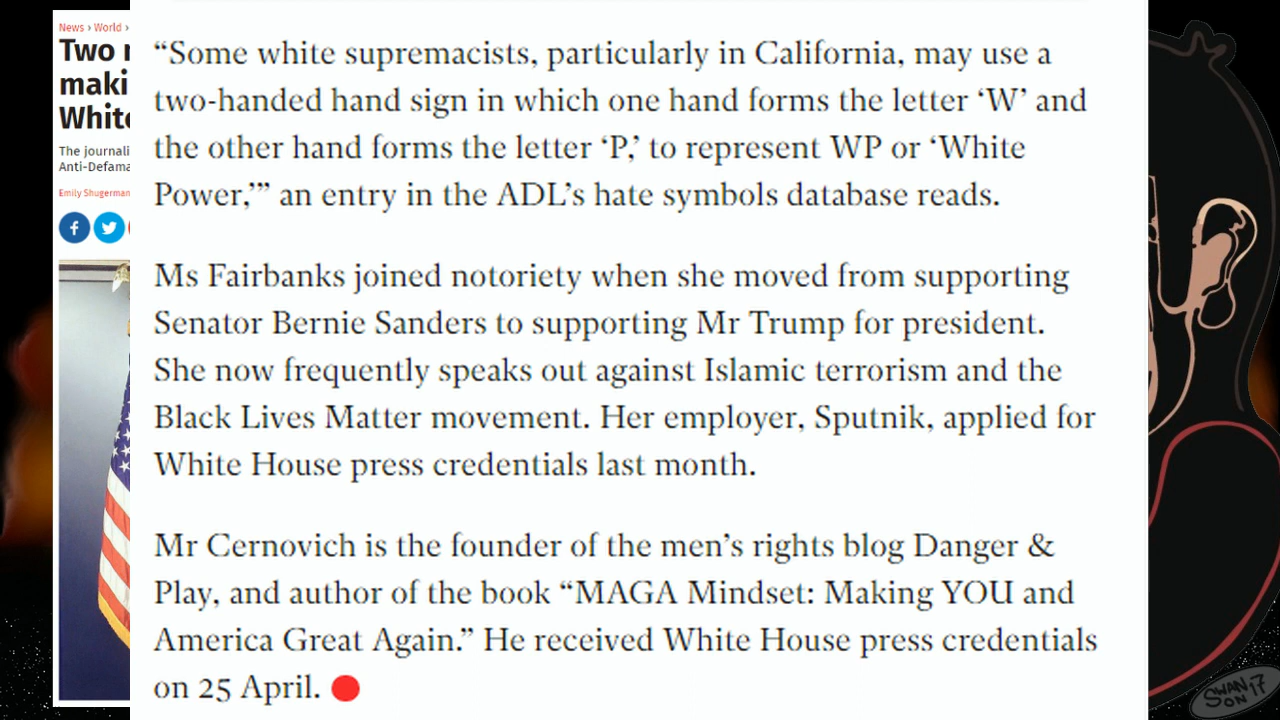 News › World ›
Two
maki
White
The journali
Anti-Defama
Emily Shugerman
“Some white supremacists, particularly in California, may use a
two-handed hand sign in which one hand forms the letter ‘W’ and
the other hand forms the letter ‘P,’ to represent WP or ‘White
Power,’” an entry in the ADL’s hate symbols database reads.
Ms Fairbanks joined notoriety when she moved from supporting
Senator Bernie Sanders to supporting Mr Trump for president.
She now frequently speaks out against Islamic terrorism and the
Black Lives Matter movement. Her employer, Sputnik, applied for
White House press credentials last month.
Mr Cernovich is the founder of the men’s rights blog Danger &
Play, and author of the book “MAGA Mindset: Making YOU and
America Great Again.” He received White House press credentials
on 25 April.
SWAN
SON 17